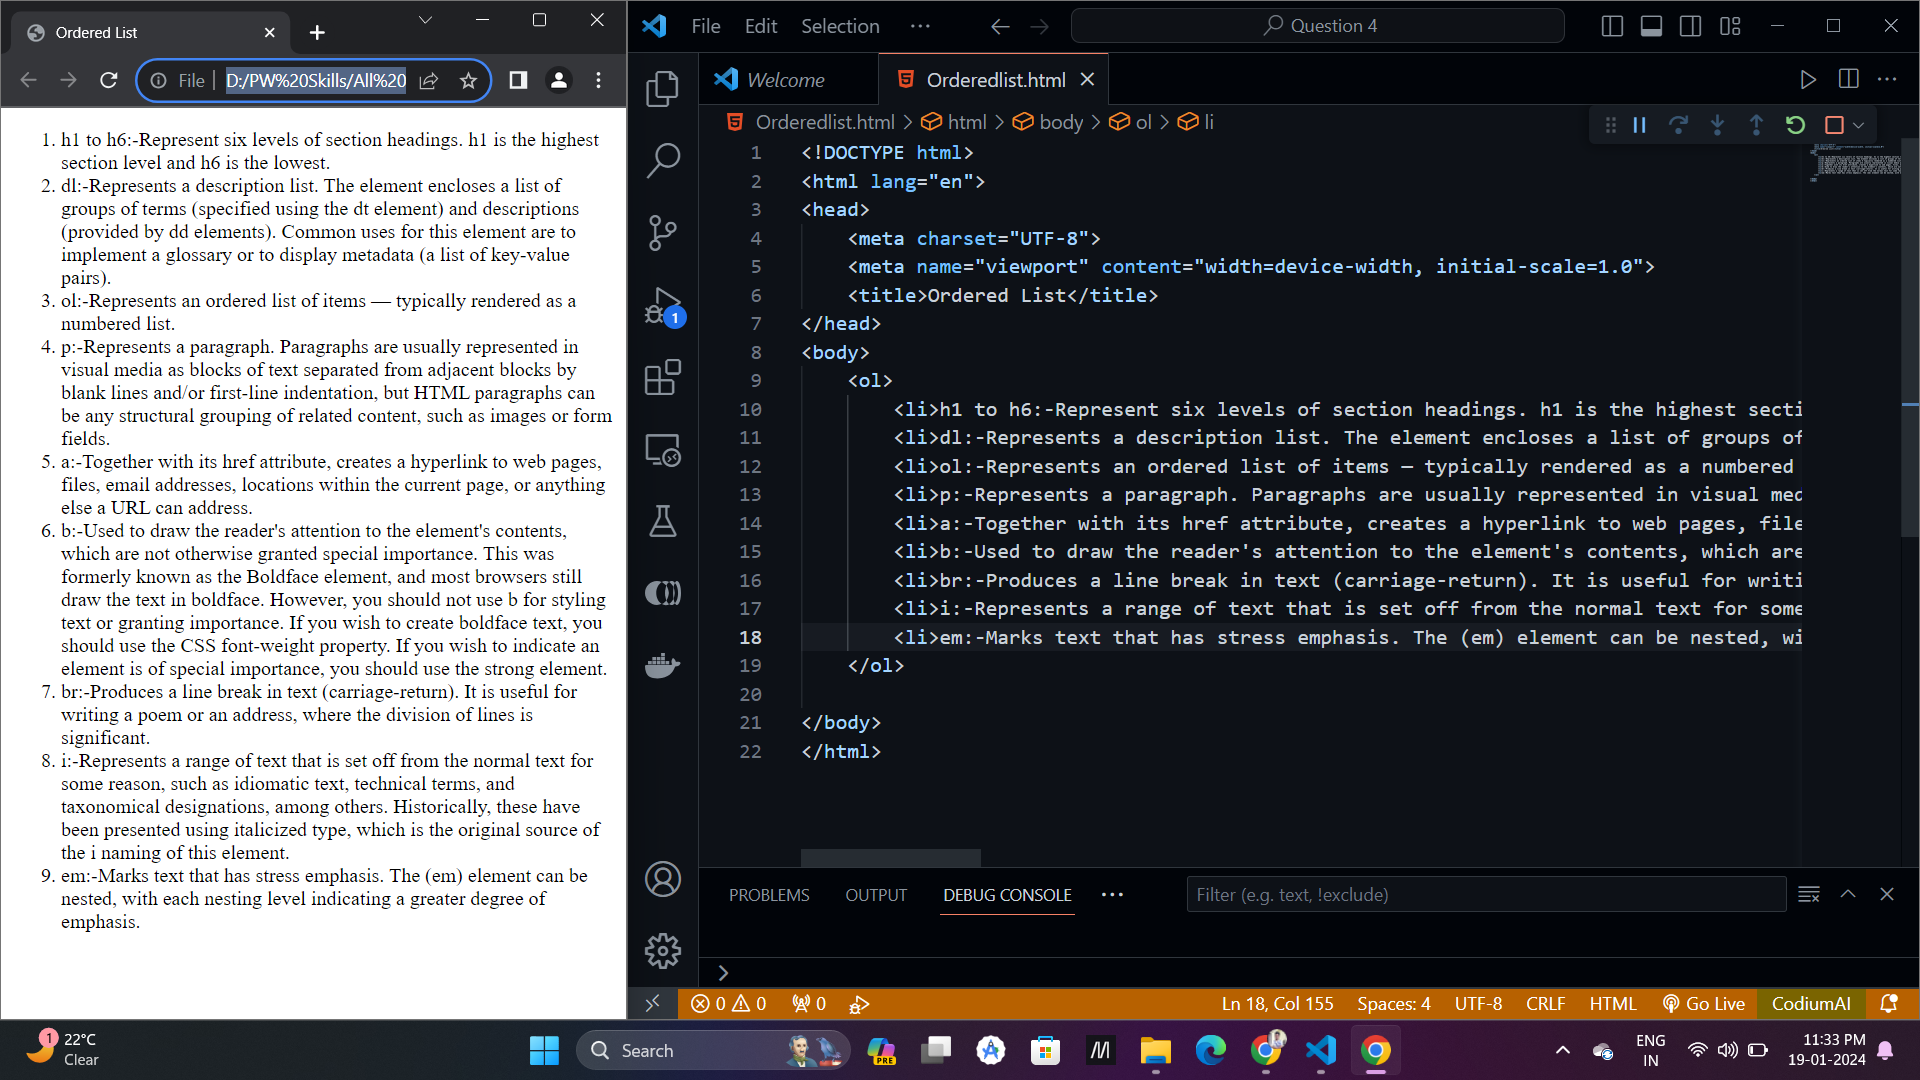 Ordered List
File
D:/PW%20Skills/All%20
1. h1 to h6:-Represent six levels of section headings. h1 is the highest
section level and h6 is the lowest.
2. dl:-Represents a description list. The element encloses a list of
groups of terms (specified using the dt element) and descriptions
(provided by dd elements). Common uses for this element are to
implement a glossary or to display metadata (a list of key-value
pairs).
3. ol:-Represents an ordered list of items — typically rendered as a
numbered list.
4. p:-Represents a paragraph. Paragraphs are usually represented in
visual media as blocks of text separated from adjacent blocks by
blank lines and/or first-line indentation, but HTML paragraphs can
be any structural grouping of related content, such as images or form
fields.
5. a:-Together with its href attribute, creates a hyperlink to web pages,
files, email addresses, locations within the current page, or anything
else a URL can address.
6. b:-Used to draw the reader's attention to the element's contents,
which are not otherwise granted special importance. This was
formerly known as the Boldface element, and most browsers still
draw the text in boldface. However, you should not use b for styling
text or granting importance. If you wish to create boldface text, you
should use the CSS font-weight property. If you wish to indicate an
element is of special importance, you should use the strong element.
7. br:-Produces a line break in text (carriage-return). It is useful for
writing a poem or an address, where the division of lines is
significant.
8. i:-Represents a range of text that is set off from the normal text for
some reason, such as idiomatic text, technical terms, and
taxonomical designations, among others. Historically, these have
been presented using italicized type, which is the original source of
the i naming of this element.
9. em:-Marks text that has stress emphasis. The (em) element can be
nested, with each nesting level indicating a greater degree of
emphasis.
File Edit Selection ··· Question 4
Welcome Orderedlist.html
Orderedlist.html > html > body > ol > li
1 <!DOCTYPE html>
2 <html lang="en">
3 <head>
4 <meta charset="UTF-8">
5 <meta name="viewport" content="width=device-width, initial-scale=1.0">
6 <title>Ordered List</title>
7 </head>
8 <body>
9 <ol>
10 <li>h1 to h6:-Represent six levels of section headings. h1 is the highest secti
11 <li>dl:-Represents a description list. The element encloses a list of groups of
12 <li>ol:-Represents an ordered list of items — typically rendered as a numbered
13 <li>p:-Represents a paragraph. Paragraphs are usually represented in visual med
14 <li>a:-Together with its href attribute, creates a hyperlink to web pages, file
15 <li>b:-Used to draw the reader's attention to the element's contents, which are
16 <li>br:-Produces a line break in text (carriage-return). It is useful for writi
17 <li>i:-Represents a range of text that is set off from the normal text for some
18 <li>em:-Marks text that has stress emphasis. The (em) element can be nested, wi
19 </ol>
20
21 </body>
22 </html>
1
PROBLEMS OUTPUT DEBUG CONSOLE ··· Filter (e.g. text, !exclude)
0 0 0 Ln 18, Col 155 Spaces: 4 UTF-8 CRLF HTML Go Live CodiumAI
1 22°C
Clear
Search
PRE
ENG
IN
11:33 PM
19-01-2024